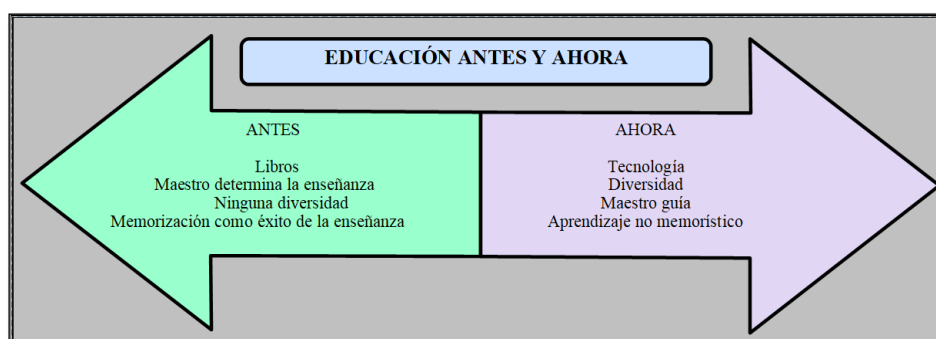 EDUCACIÓN ANTES Y AHORA
ANTES
Libros
Maestro determina la enseñanza
Ninguna diversidad
Memorización como éxito de la enseñanza
AHORA
Tecnología
Diversidad
Maestro guía
Aprendizaje no memorístico